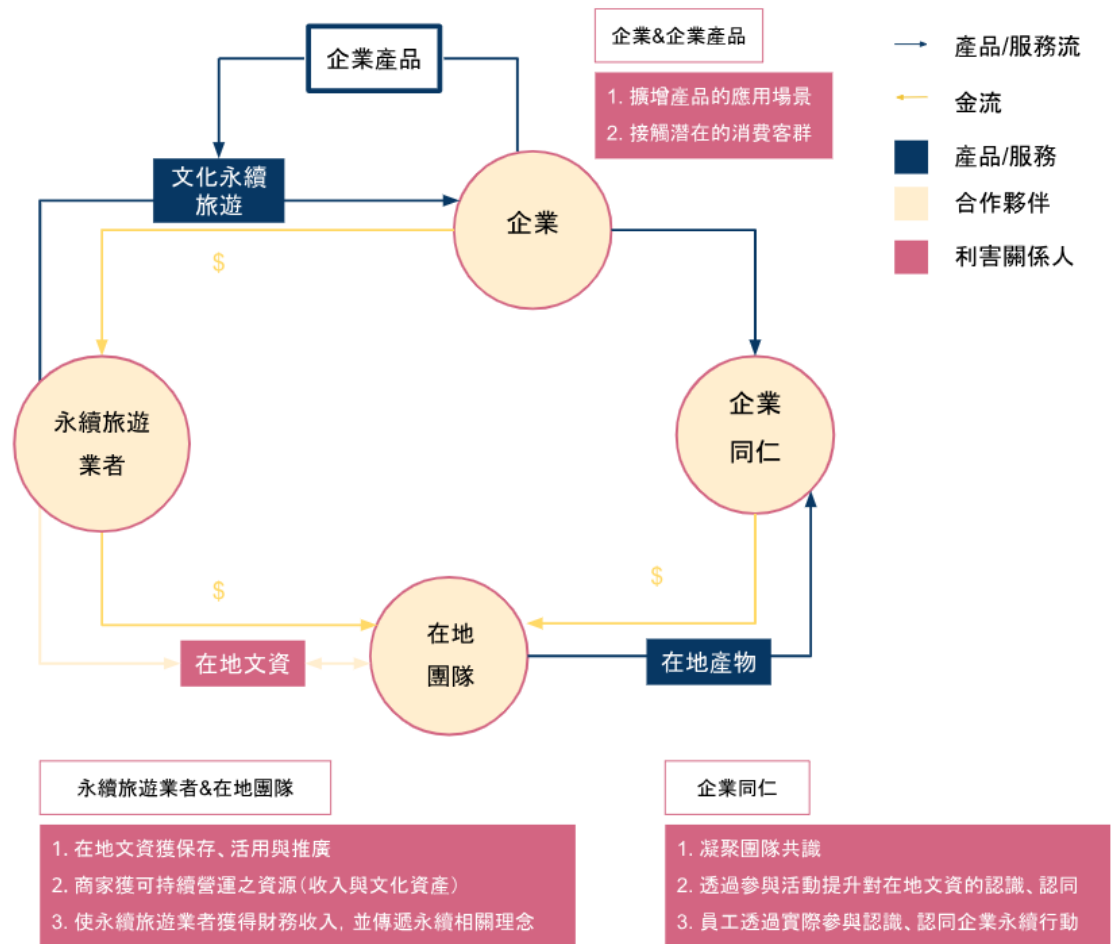 企業產品
企業&企業產品
1. 擴增產品的應用場景
2. 接觸潛在的消費客群
產品/服務流
金流
產品/服務
合作夥伴
利害關係人
文化永續
旅遊
企業
$
永續旅遊
業者
企業
同仁
$
$
在地
團隊
在地文資
在地產物
永續旅遊業者&在地團隊
1. 在地文資獲保存、活用與推廣
2. 商家獲可持續營運之資源(收入與文化資產)
3. 使永續旅遊業者獲得財務收入, 並傳遞永續相關理念
企業同仁
1. 凝聚團隊共識
2. 透過參與活動提升對在地文資的認識、認同
3. 員工透過實際參與認識、認同企業永續行動